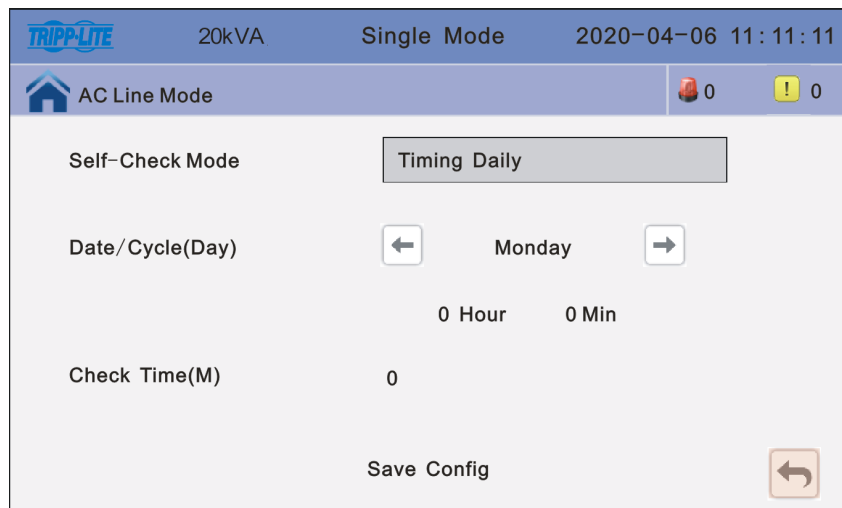 TRIPP·LITE 20kVA Single Mode 2020-04-06 11:11:11
AC Line Mode 0 ! 0
Self-Check Mode Timing Daily
Date/Cycle(Day) Monday
0 Hour 0 Min
Check Time(M) 0
Save Config